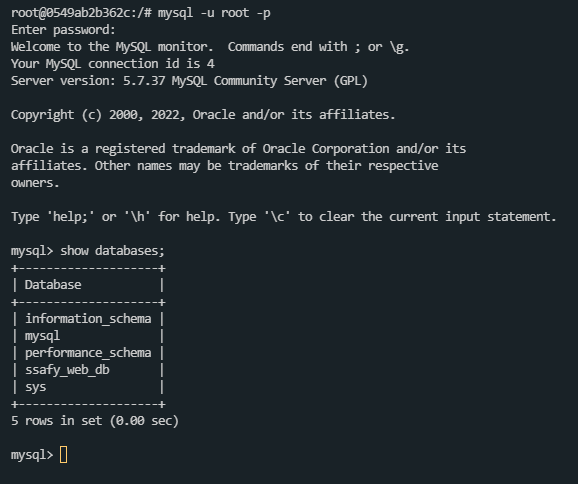 root@0549ab2b362c:/# mysql -u root -p
Enter password:
Welcome to the MySQL monitor.  Commands end with ; or \g.
Your MySQL connection id is 4
Server version: 5.7.37 MySQL Community Server (GPL)
Copyright (c) 2000, 2022, Oracle and/or its affiliates.
Oracle is a registered trademark of Oracle Corporation and/or its
affiliates. Other names may be trademarks of their respective
owners.
Type 'help;' or '\h' for help. Type '\c' to clear the current input statement.
mysql> show databases;
+--------------------+
| Database           |
+--------------------+
| information_schema |
| mysql              |
| performance_schema |
| ssafy_web_db       |
| sys                |
+--------------------+
5 rows in set (0.00 sec)
mysql>